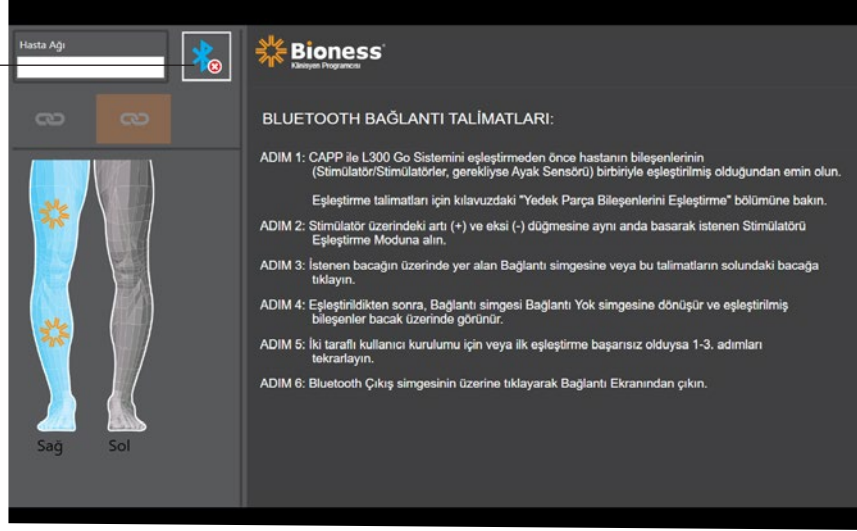 Hasta Ağı
Bioness
Klinisyen Programcısı
BLUETOOTH BAĞLANTI TALİMATLARI:
ADIM 1: CAPP ile L300 Go Sistemini eşleştirmeden önce hastanın bileşenlerinin
(Stimülatör/Stimülatörler, gerekliyse Ayak Sensörü) birbiriyle eşleştirilmiş olduğundan emin olun.
Eşleştirme talimatları için kılavuzdaki "Yedek Parça Bileşenlerini Eşleştirme" bölümüne bakın.
ADIM 2: Stimülatör üzerindeki artı (+) ve eksi (-) düğmesine aynı anda basarak istenen Stimülatörü
Eşleştirme Moduna alın.
ADIM 3: İstenen bacağın üzerinde yer alan Bağlantı simgesine veya bu talimatların solundaki bacağa
tıklayın.
ADIM 4: Eşleştirildikten sonra, Bağlantı simgesi Bağlantı Yok simgesine dönüşür ve eşleştirilmiş
bileşenler bacak üzerinde görünür.
ADIM 5: İki taraflı kullanıcı kurulumu için veya ilk eşleştirme başarısız olduysa 1-3. adımları
tekrarlayın.
ADIM 6: Bluetooth Çıkış simgesinin üzerine tıklayarak Bağlantı Ekranından çıkın.
Sağ
Sol